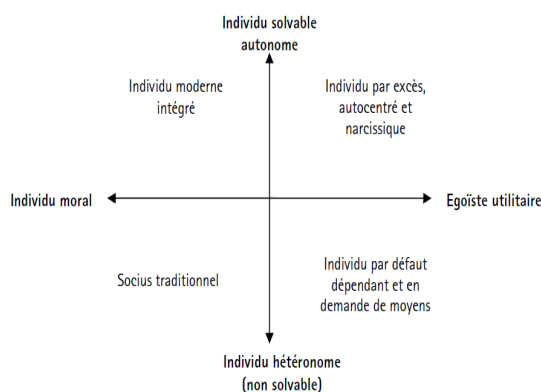 Individu solvable
autonome
Individu moderne
intégré
Individu par excès,
autocentré et
narcissique
Individu moral
Egoïste utilitaire
Socius traditionnel
Individu par défaut
dépendant et en
demande de moyens
Individu hétéronome
(non solvable)